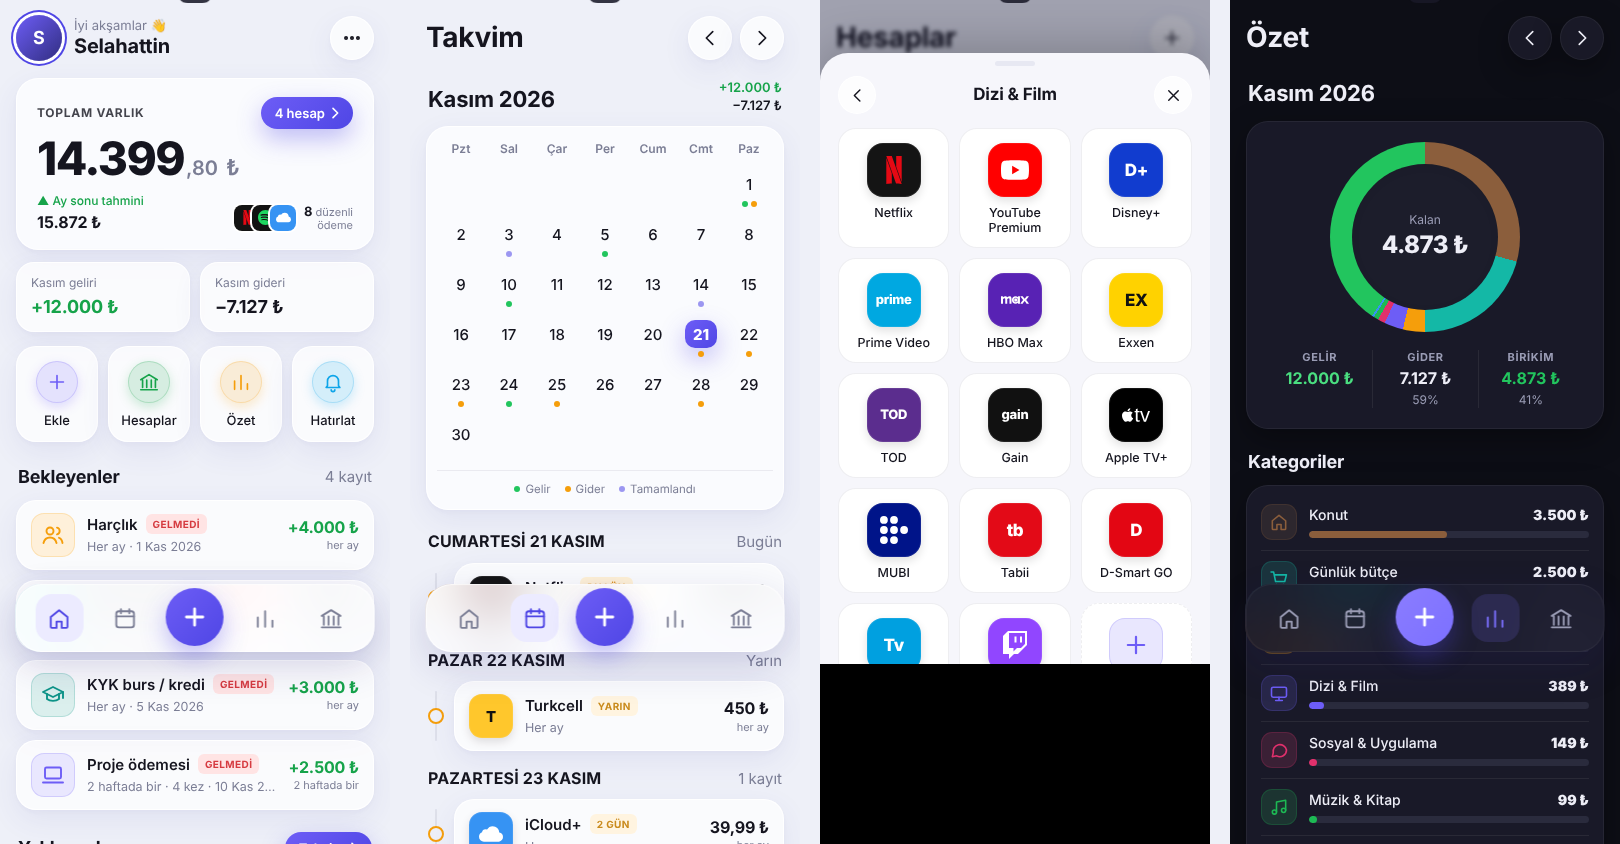 S
İyi akşamlar 👋
Selahattin
TOPLAM VARLIK
4 hesap
14.399,80 ₺
▲ Ay sonu tahmini
15.872 ₺
8 düzenli
ödeme
Kasım geliri
+12.000 ₺
Kasım gideri
−7.127 ₺
Ekle
Hesaplar
Özet
Hatırlat
Bekleyenler
4 kayıt
Harçlık GELMEDİ
+4.000 ₺
Her ay · 1 Kas 2026
her ay
KYK burs / kredi GELMEDİ
+3.000 ₺
Her ay · 5 Kas 2026
her ay
Proje ödemesi GELMEDİ
+2.500 ₺
2 haftada bir · 4 kez · 10 Kas 2...
2 haftada bir
Takvim
Kasım 2026
+12.000 ₺
−7.127 ₺
Pzt Sal Çar Per Cum Cmt Paz
1
2 3 4 5 6 7 8
9 10 11 12 13 14 15
16 17 18 19 20 21 22
23 24 25 26 27 28 29
30
Gelir Gider Tamamlandı
CUMARTESİ 21 KASIM
Bugün
PAZAR 22 KASIM
Yarın
T
Turkcell YARIN
450 ₺
Her ay
her ay
PAZARTESİ 23 KASIM
1 kayıt
iCloud+ 2 GÜN
39,99 ₺
Hesaplar
Dizi & Film
N
Netflix
YouTube
Premium
D+
Disney+
prime
Prime Video
max
HBO Max
EX
Exxen
TOD
TOD
gain
Gain
tv
Apple TV+
MUBI
tb
Tabii
D
D-Smart GO
Tv
Özet
Kasım 2026
Kalan
4.873 ₺
GELİR
12.000 ₺
GİDER
7.127 ₺
59%
BİRİKİM
4.873 ₺
41%
Kategoriler
Konut
3.500 ₺
Günlük bütçe
2.500 ₺
Dizi & Film
389 ₺
Sosyal & Uygulama
149 ₺
Müzik & Kitap
99 ₺